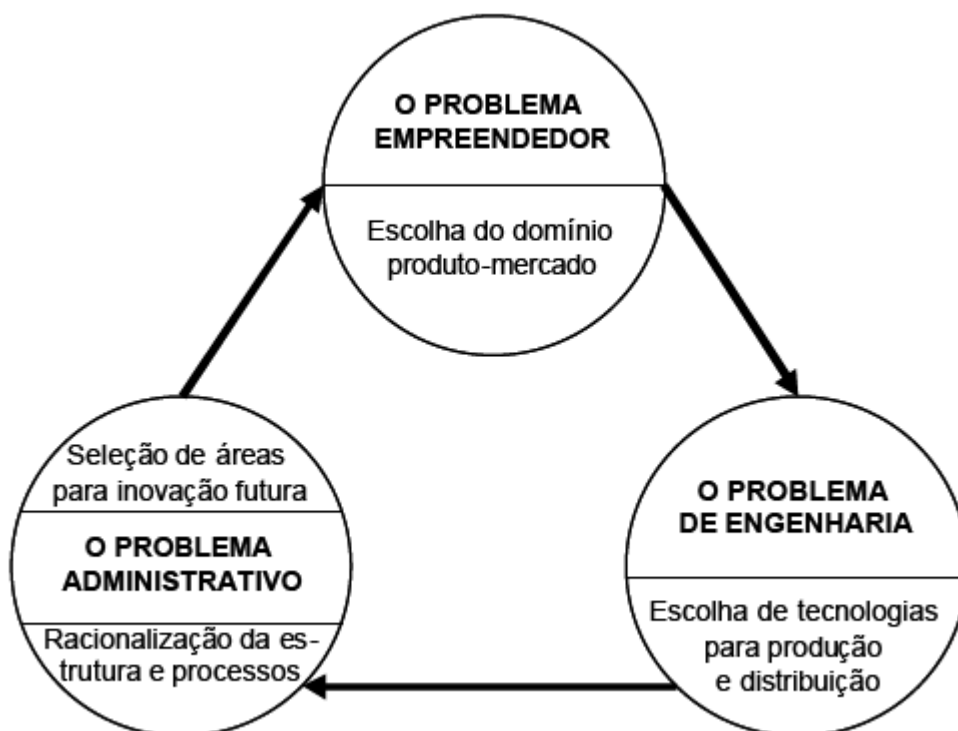 O PROBLEMA
EMPREENDEDOR
Escolha do domínio
produto-mercado
Seleção de áreas
para inovação futura
O PROBLEMA
ADMINISTRATIVO
Racionalização da es-
trutura e processos
O PROBLEMA
DE ENGENHARIA
Escolha de tecnologias
para produção
e distribuição